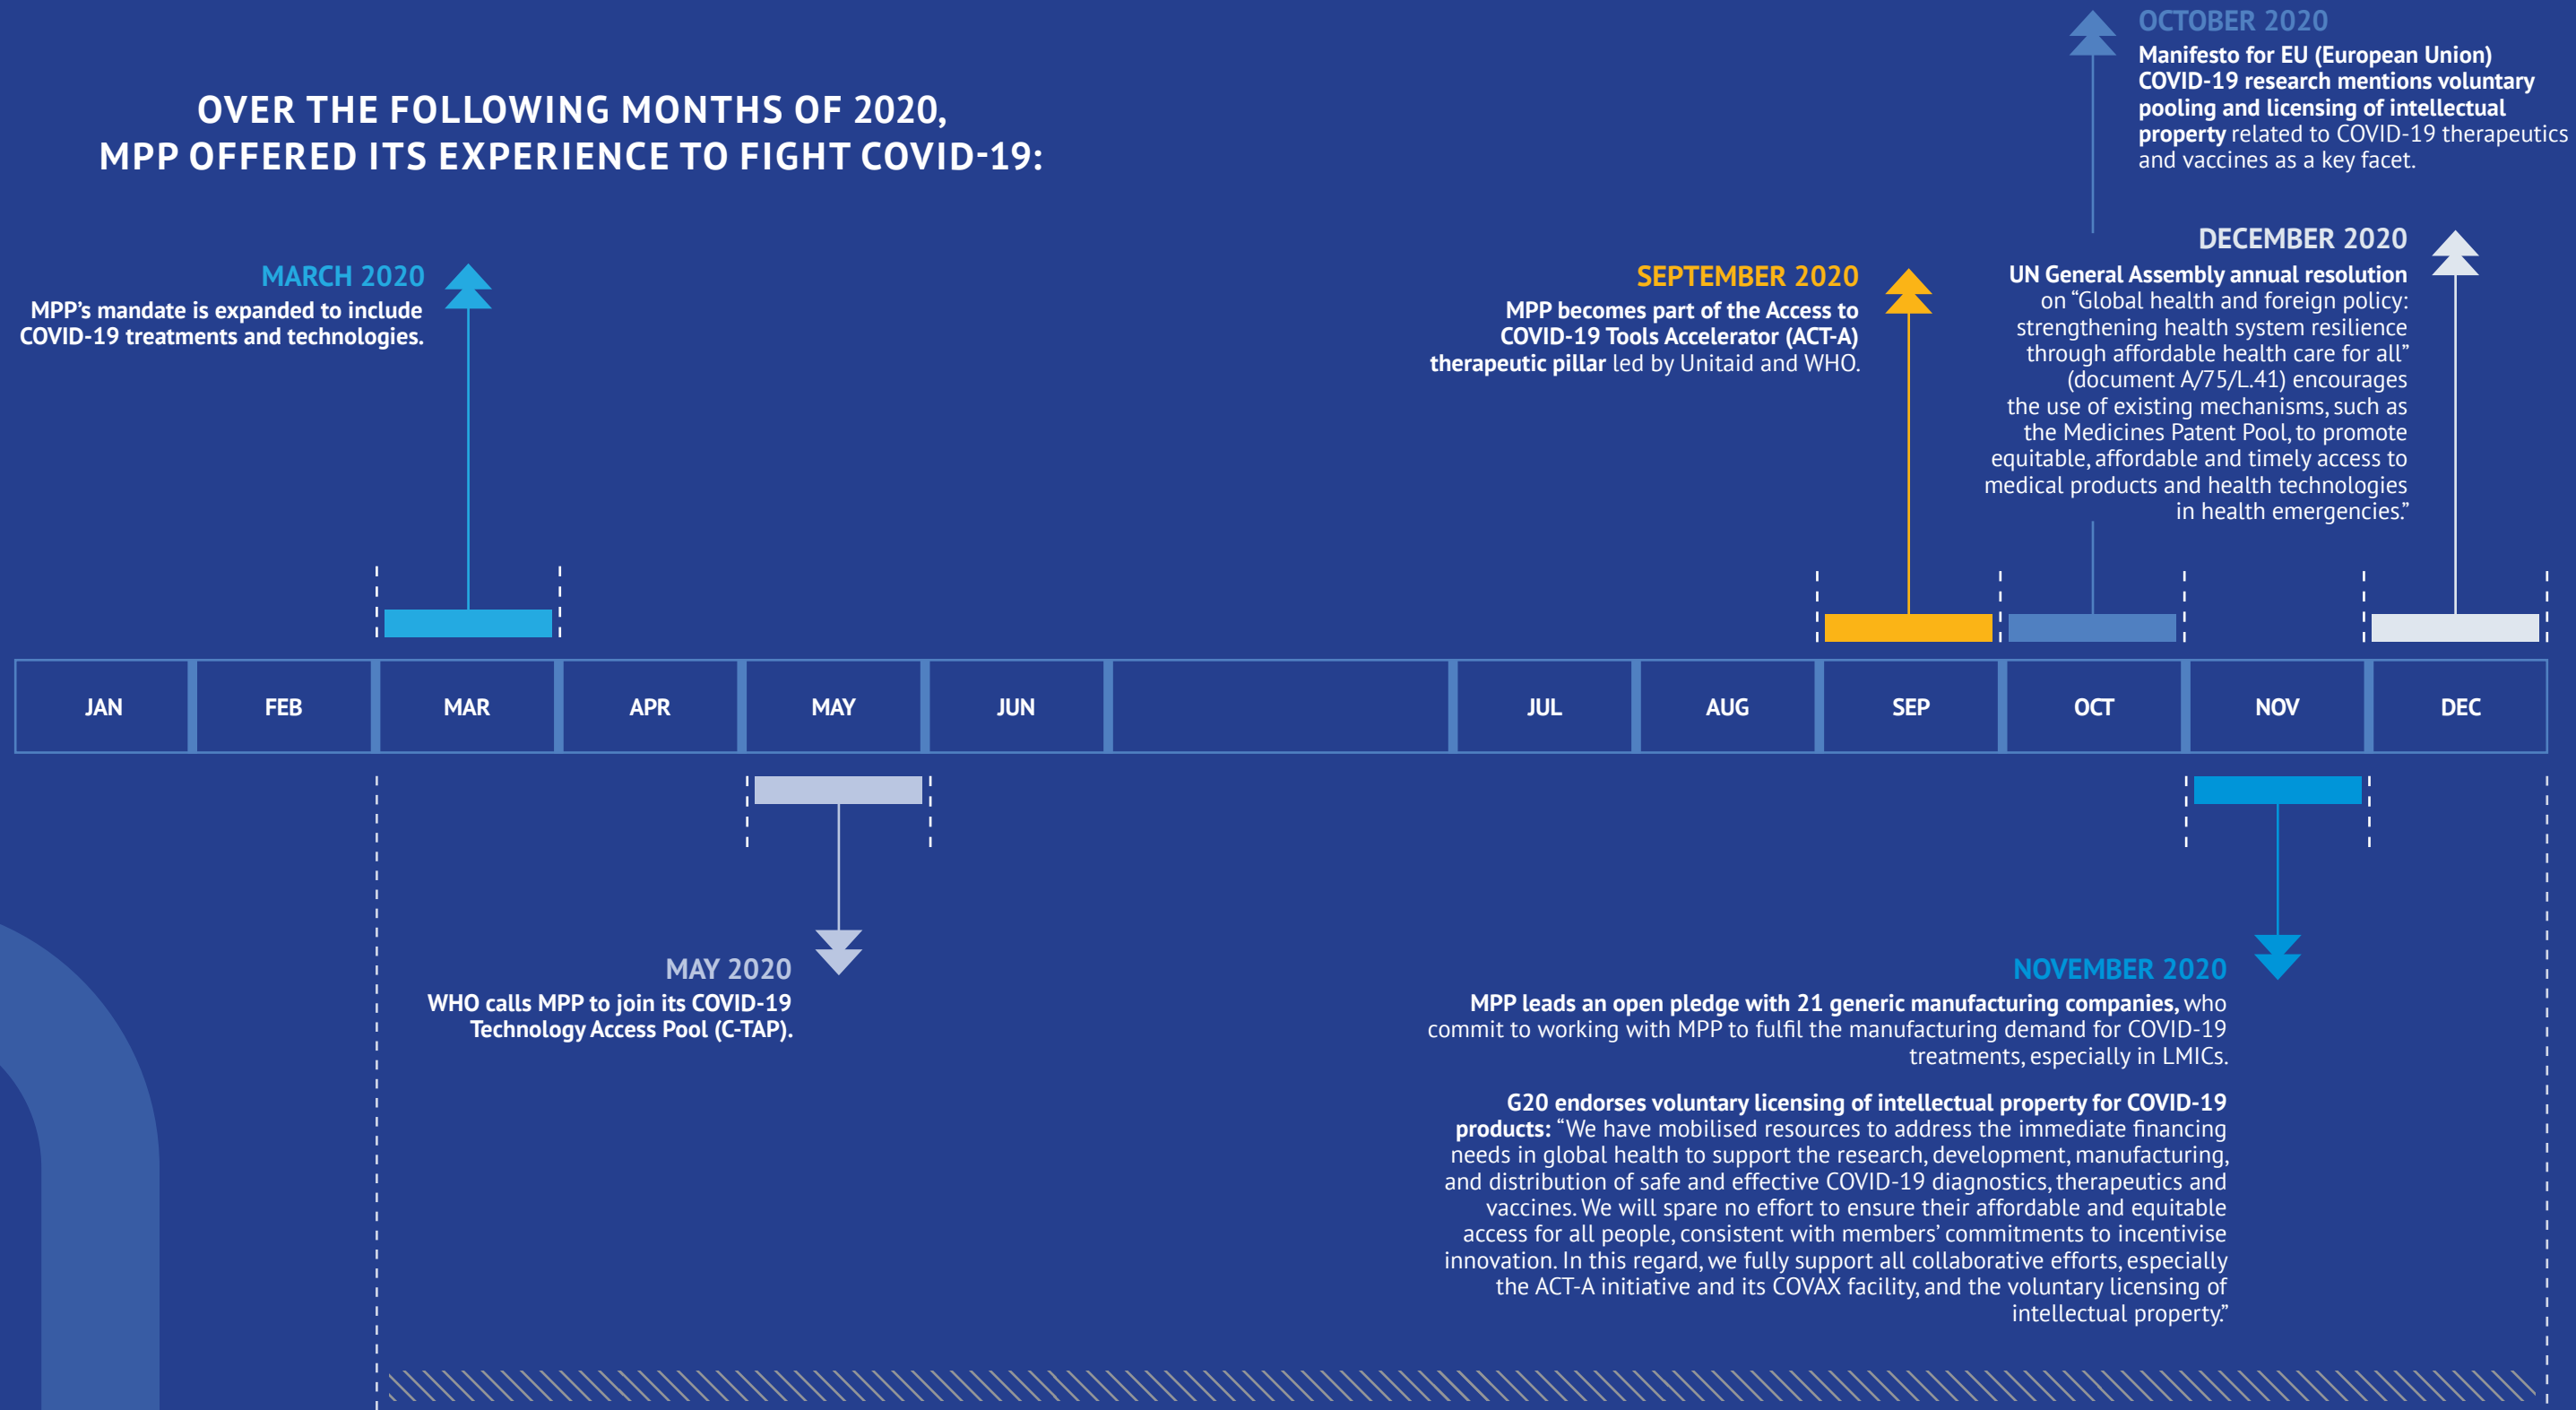 OVER THE FOLLOWING MONTHS OF 2020,
MPP OFFERED ITS EXPERIENCE TO FIGHT COVID-19:
MARCH 2020
MPP’s mandate is expanded to include
COVID-19 treatments and technologies.
SEPTEMBER 2020
MPP becomes part of the Access to
COVID-19 Tools Accelerator (ACT-A)
therapeutic pillar led by Unitaid and WHO.
OCTOBER 2020
Manifesto for EU (European Union)
COVID-19 research mentions voluntary
pooling and licensing of intellectual
property related to COVID-19 therapeutics
and vaccines as a key facet.
DECEMBER 2020
UN General Assembly annual resolution
on “Global health and foreign policy:
strengthening health system resilience
through affordable health care for all”
(document A/75/L.41) encourages
the use of existing mechanisms, such as
the Medicines Patent Pool, to promote
equitable, affordable and timely access to
medical products and health technologies
in health emergencies.”
JAN
FEB
MAR
APR
MAY
JUN
JUL
AUG
SEP
OCT
NOV
DEC
MAY 2020
WHO calls MPP to join its COVID-19
Technology Access Pool (C-TAP).
NOVEMBER 2020
MPP leads an open pledge with 21 generic manufacturing companies, who
commit to working with MPP to fulfil the manufacturing demand for COVID-19
treatments, especially in LMICs.
G20 endorses voluntary licensing of intellectual property for COVID-19
products: “We have mobilised resources to address the immediate financing
needs in global health to support the research, development, manufacturing,
and distribution of safe and effective COVID-19 diagnostics, therapeutics and
vaccines. We will spare no effort to ensure their affordable and equitable
access for all people, consistent with members’ commitments to incentivise
innovation. In this regard, we fully support all collaborative efforts, especially
the ACT-A initiative and its COVAX facility, and the voluntary licensing of
intellectual property.”